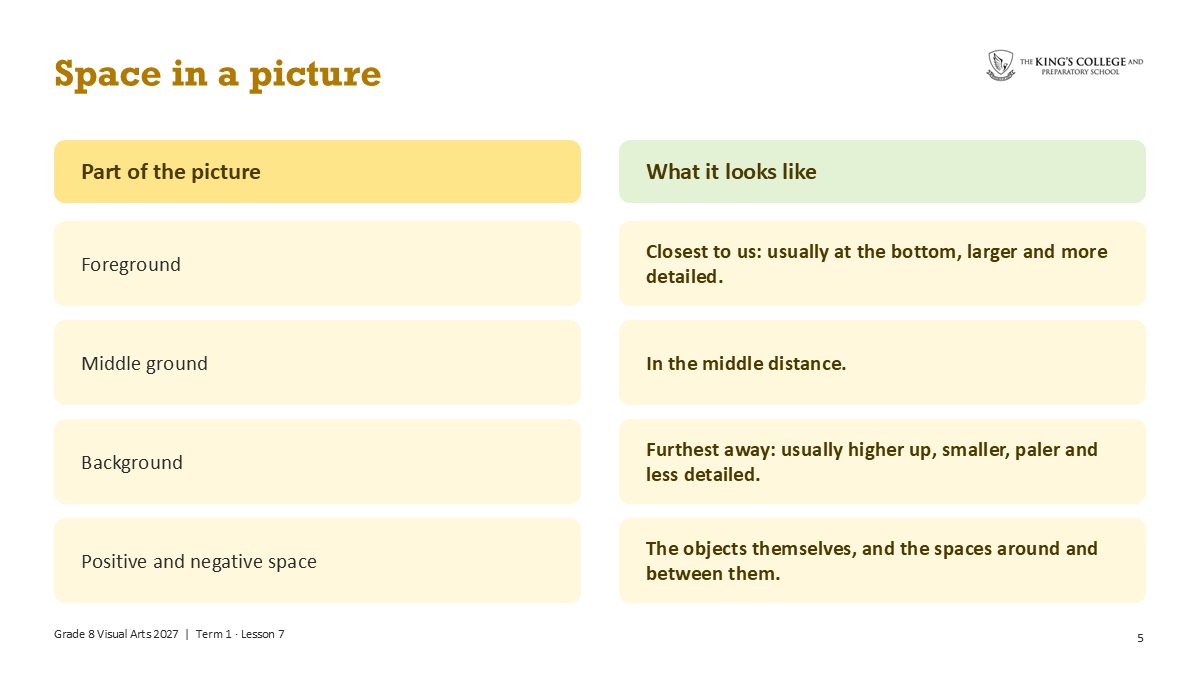 Space in a picture
THE KING'S COLLEGE AND
PREPARATORY SCHOOL
Part of the picture
What it looks like
Foreground
Closest to us: usually at the bottom, larger and more
detailed.
Middle ground
In the middle distance.
Background
Furthest away: usually higher up, smaller, paler and
less detailed.
Positive and negative space
The objects themselves, and the spaces around and
between them.
Grade 8 Visual Arts 2027 | Term 1 · Lesson 7
5